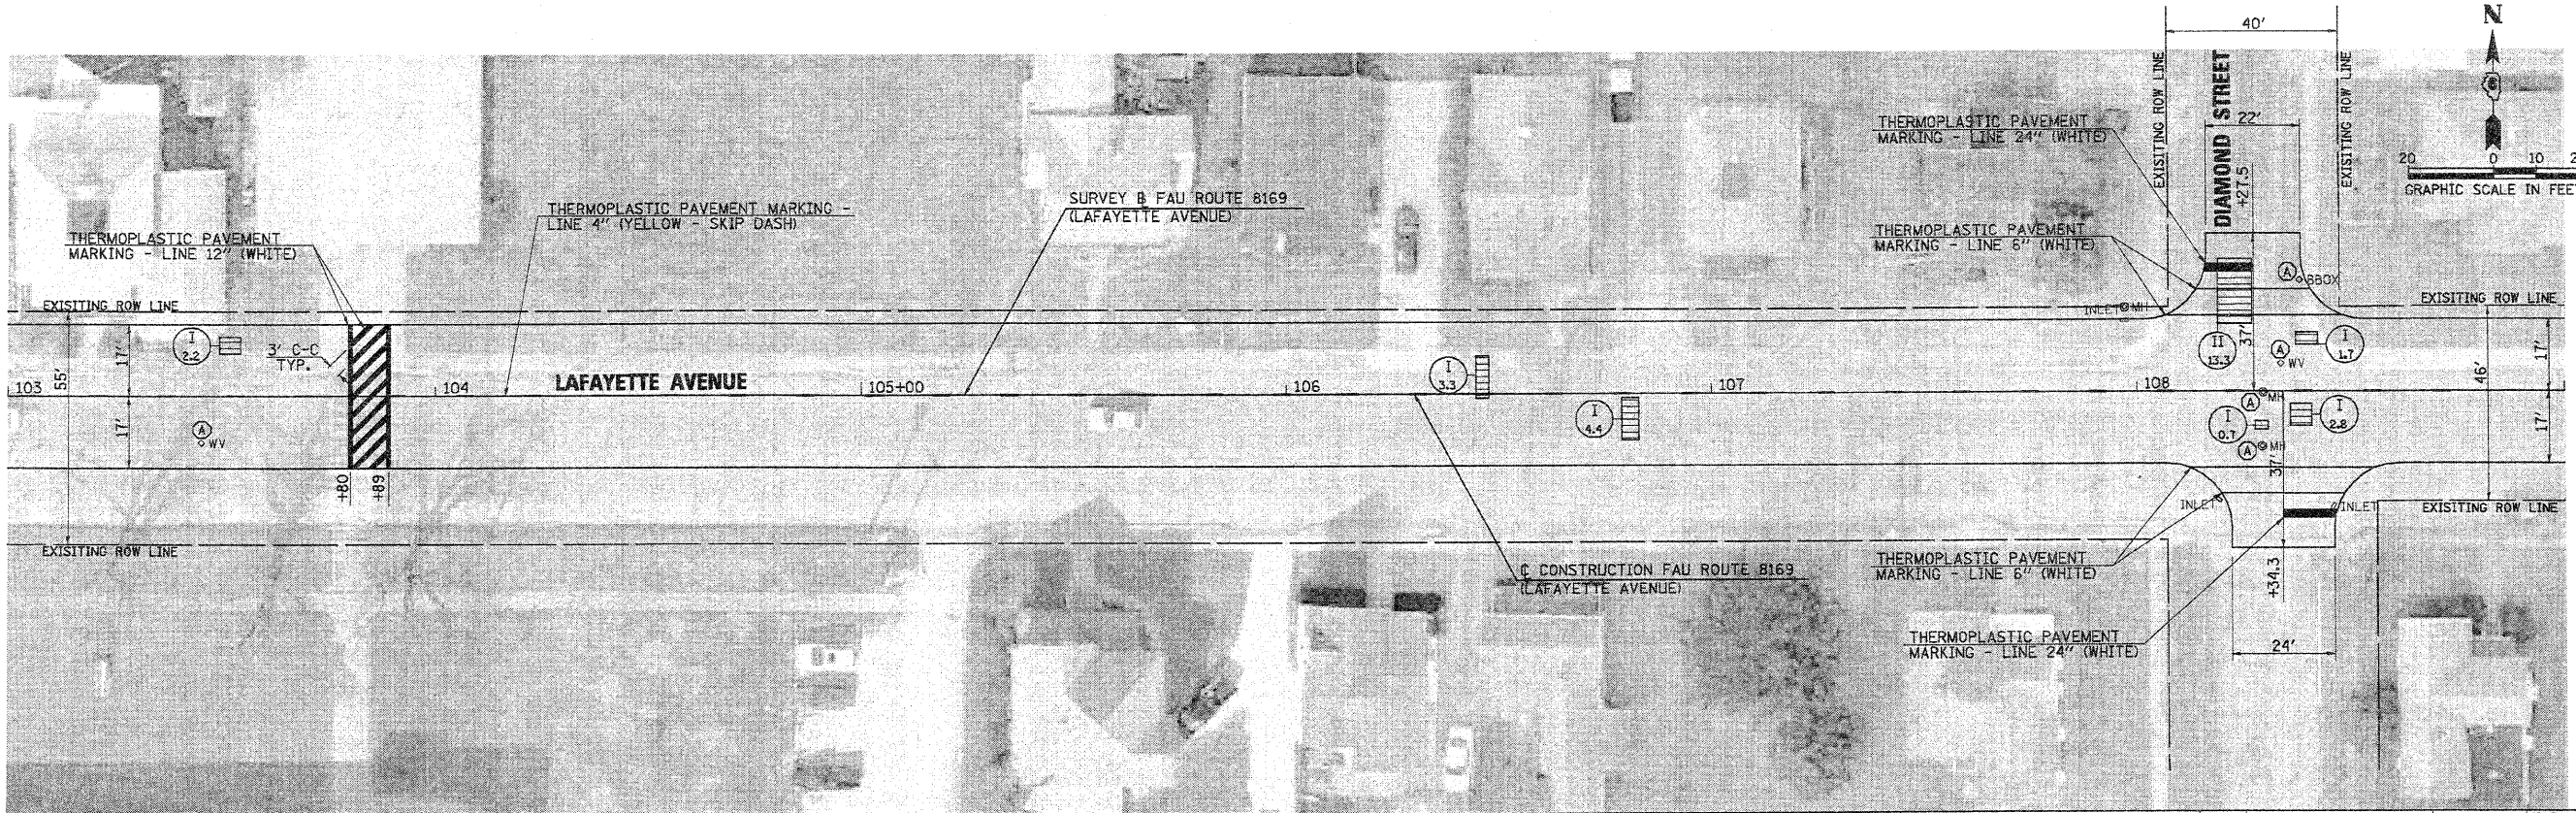 40'
N
EXISITING ROW LINE
DIAMOND STREET
EXISITING ROW LINE
THERMOPLASTIC PAVEMENT
MARKING - LINE 24" (WHITE)
22'
+27.5
20 0 10
GRAPHIC SCALE IN FEE
THERMOPLASTIC PAVEMENT MARKING -
LINE 4" (YELLOW - SKIP DASH)
SURVEY B FAU ROUTE 8169
(LAFAYETTE AVENUE)
THERMOPLASTIC PAVEMENT
MARKING - LINE 12" (WHITE)
THERMOPLASTIC PAVEMENT
MARKING - LINE 6" (WHITE)
A
BBOX
EXISITING ROW LINE
INLET
MH
EXISITING ROW LINE
17'
55'
I
2.2
3' C-C
TYP.
II
13.3
37'
A
WV
I
1.7
17'
46'
103
104
LAFAYETTE AVENUE
105+00
106
I
3.3
107
108
A
MH
17'
A
WV
I
4.4
I
0.7
I
2.8
17'
A
MH
37'
+80
+89
INLET
INLET
EXISITING ROW LINE
EXISITING ROW LINE
THERMOPLASTIC PAVEMENT
MARKING - LINE 6" (WHITE)
℄ CONSTRUCTION FAU ROUTE 8169
(LAFAYETTE AVENUE)
+34.3
THERMOPLASTIC PAVEMENT
MARKING - LINE 24" (WHITE)
24'